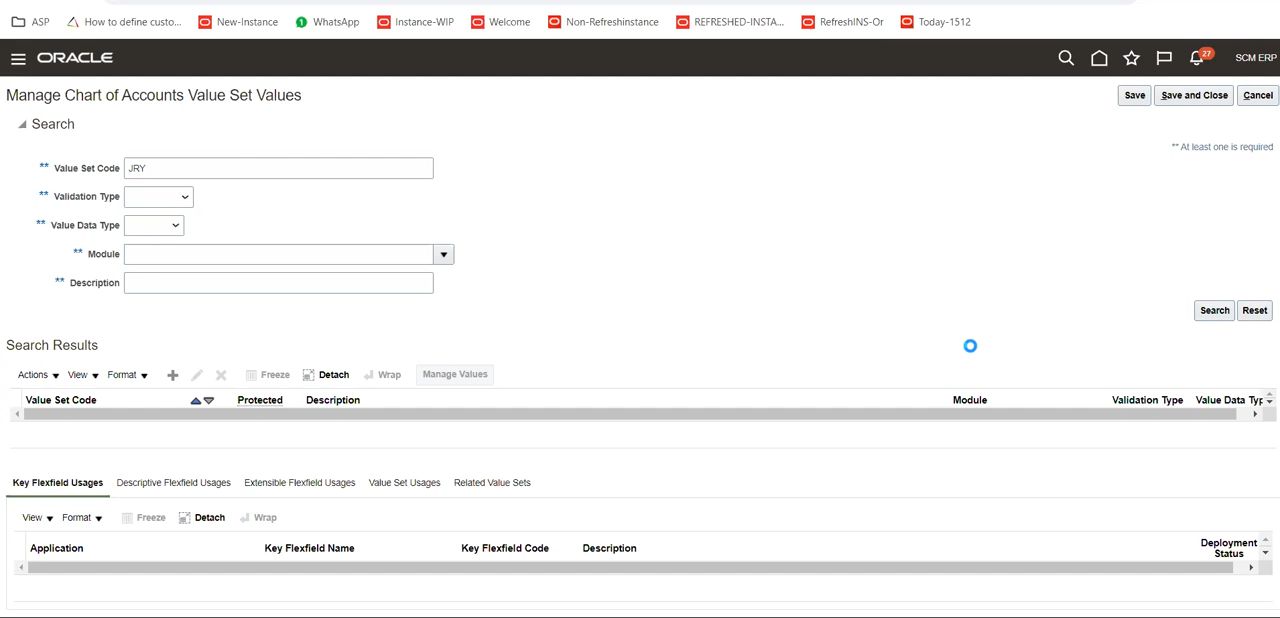 ASP How to define custo... New-Instance WhatsApp Instance-WIP Welcome Non-Refreshinstance REFRESHED-INSTA... RefreshINS-Or Today-1512
ORACLE 27 SCM ERP
Manage Chart of Accounts Value Set Values Save Save and Close Cancel
Search
** At least one is required
** Value Set Code JRY
** Validation Type
** Value Data Type
** Module
** Description
Search Reset
Search Results
Actions View Format Freeze Detach Wrap Manage Values
Value Set Code Protected Description Module Validation Type Value Data Typ
Key Flexfield Usages Descriptive Flexfield Usages Extensible Flexfield Usages Value Set Usages Related Value Sets
View Format Freeze Detach Wrap
Application Key Flexfield Name Key Flexfield Code Description Deployment
Status